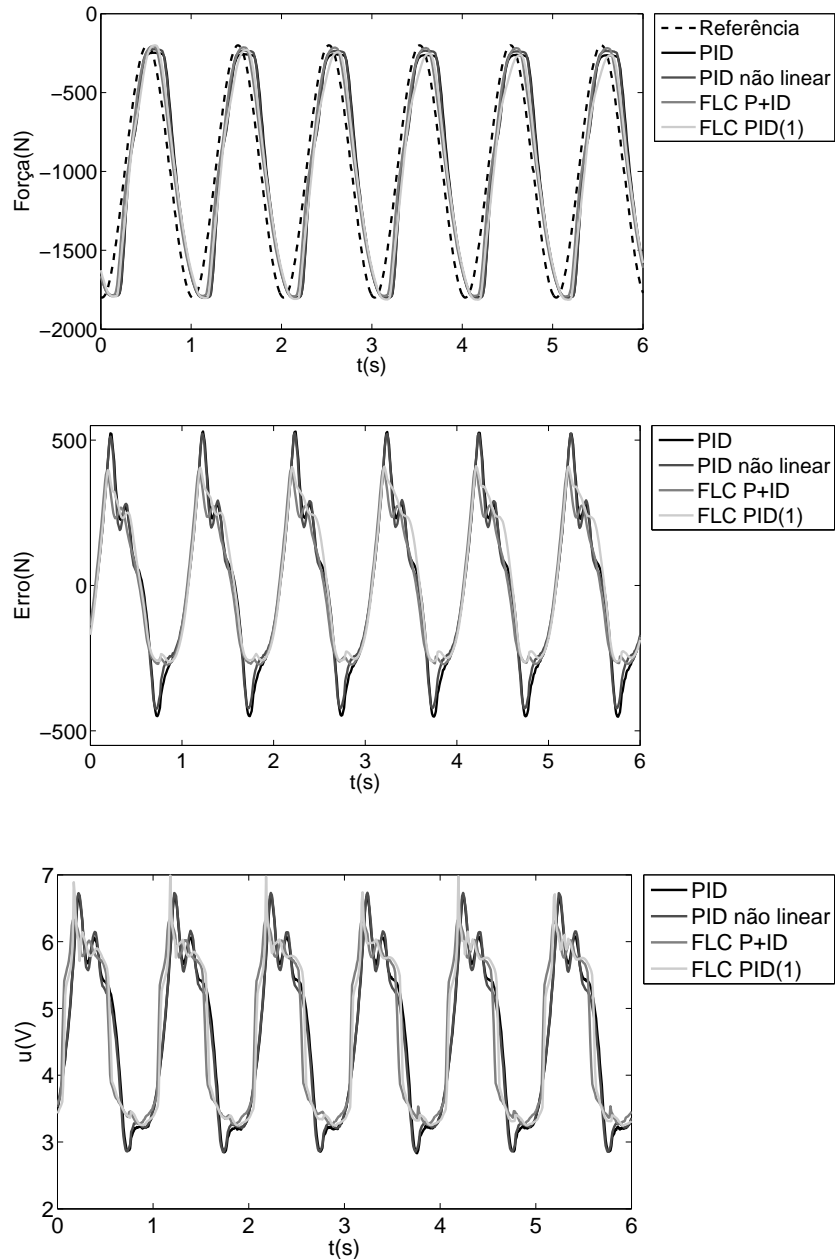 0
−500
−1000
−1500
−2000
Força(N)
0 1 2 3 4 5 6
t(s)
Referência
PID
PID não linear
FLC P+ID
FLC PID(1)
500
0
−500
Erro(N)
0 1 2 3 4 5 6
t(s)
PID
PID não linear
FLC P+ID
FLC PID(1)
7
6
5
4
3
2
u(V)
0 1 2 3 4 5 6
t(s)
PID
PID não linear
FLC P+ID
FLC PID(1)